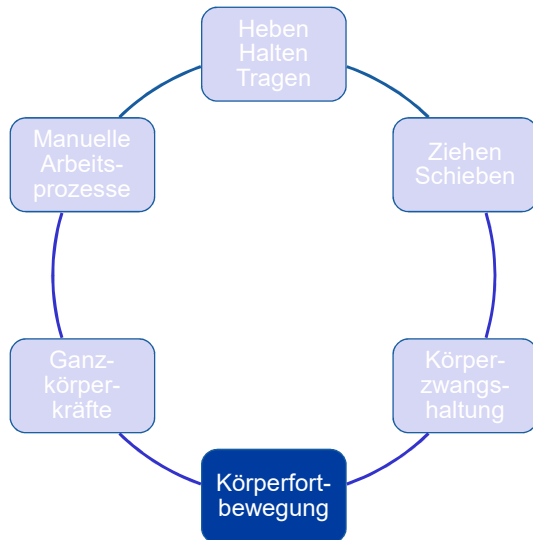 Heben
Halten
Tragen
Manuelle
Arbeits-
prozesse
Ziehen
Schieben
Ganz-
körper-
kräfte
Körper-
zwangs-
haltung
Körperfort-
bewegung